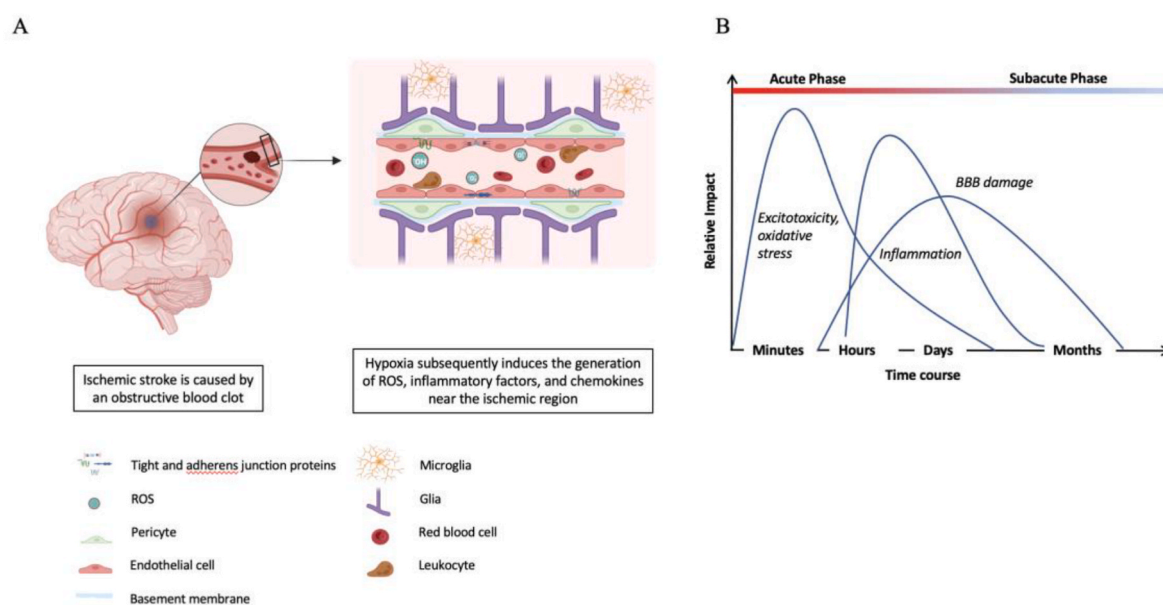 A
B
Acute Phase
Subacute Phase
Relative Impact
Excitotoxicity,
oxidative
stress
Inflammation
BBB damage
Minutes
Hours
Days
Months
Time course
Ischemic stroke is caused by
an obstructive blood clot
Hypoxia subsequently induces the generation
of ROS, inflammatory factors, and chemokines
near the ischemic region
Tight and adherens junction proteins
ROS
Pericyte
Endothelial cell
Basement membrane
Microglia
Glia
Red blood cell
Leukocyte